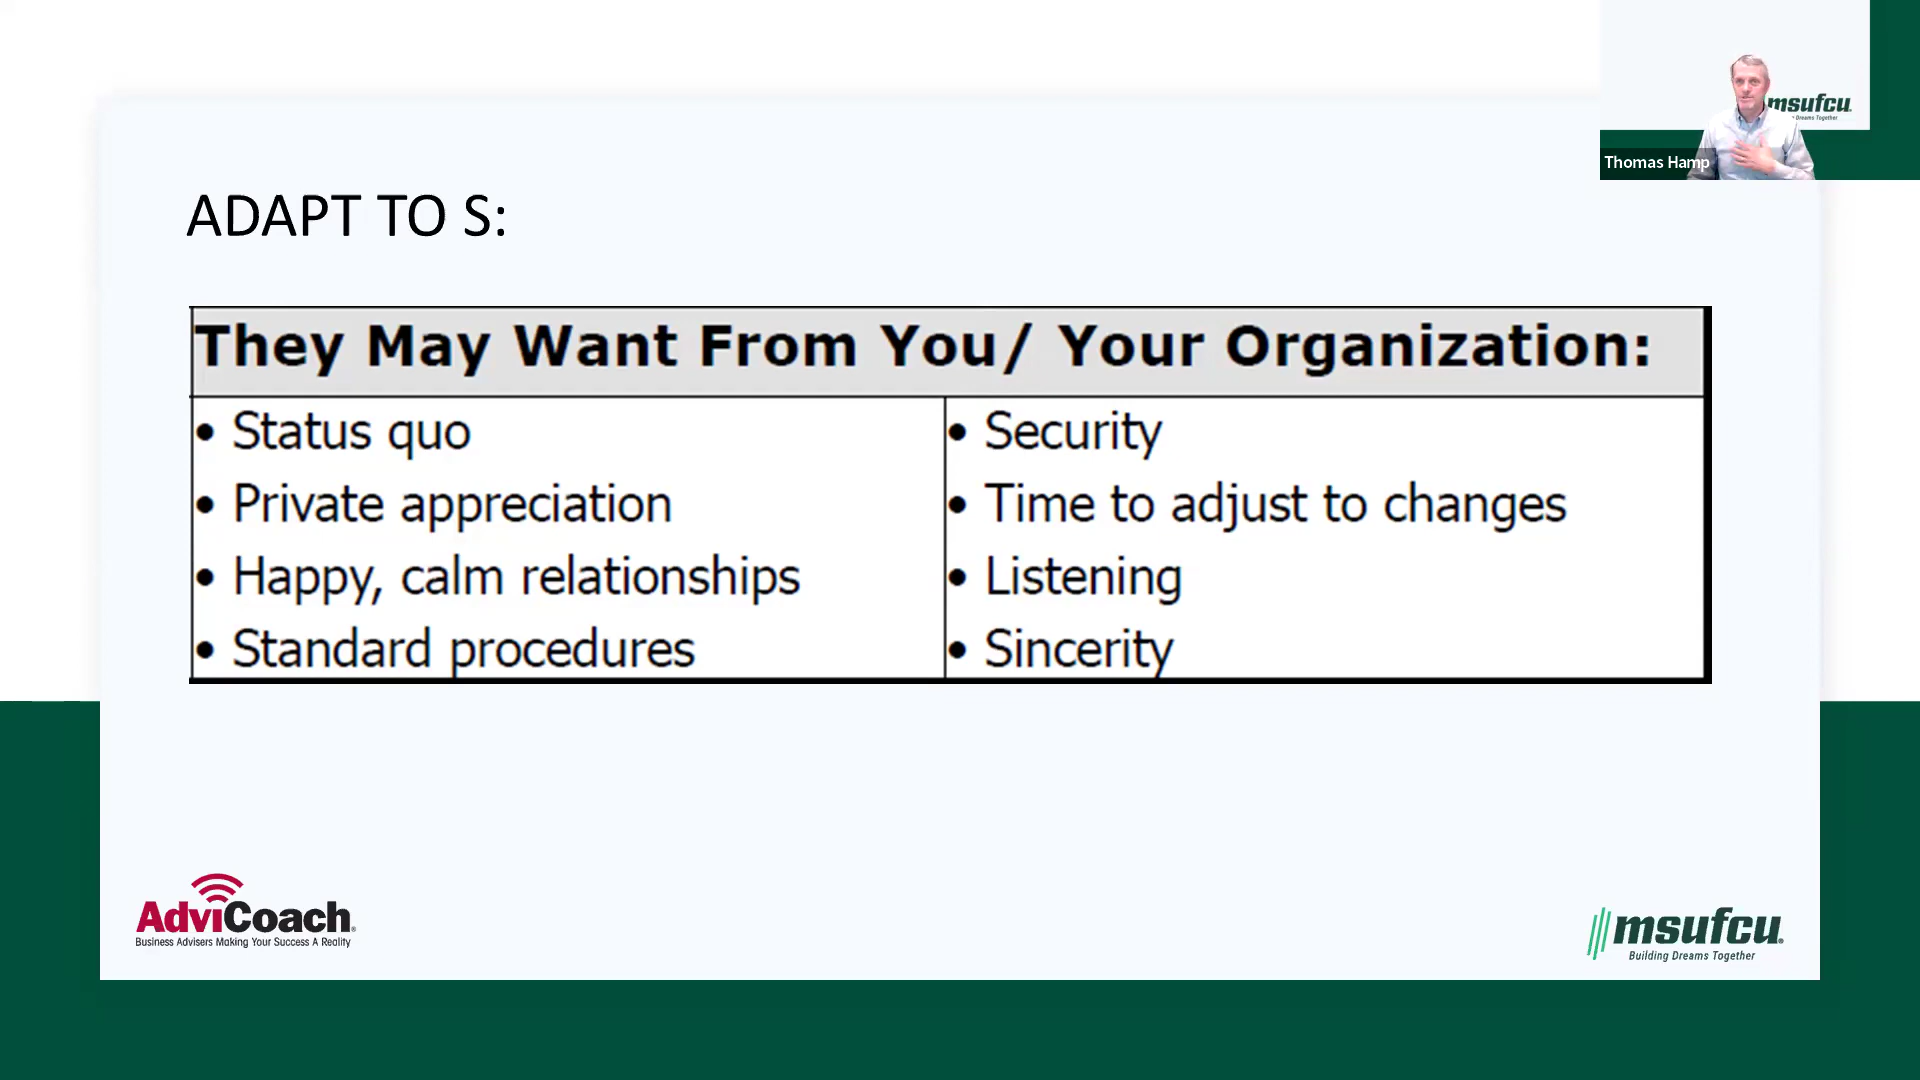 msufcu
Dreams Together
Thomas Hamp
ADAPT TO S:
They May Want From You/ Your Organization:
• Status quo
• Private appreciation
• Happy, calm relationships
• Standard procedures
• Security
• Time to adjust to changes
• Listening
• Sincerity
AdviCoach®
Business Advisers Making Your Success A Reality
msufcu®
Building Dreams Together